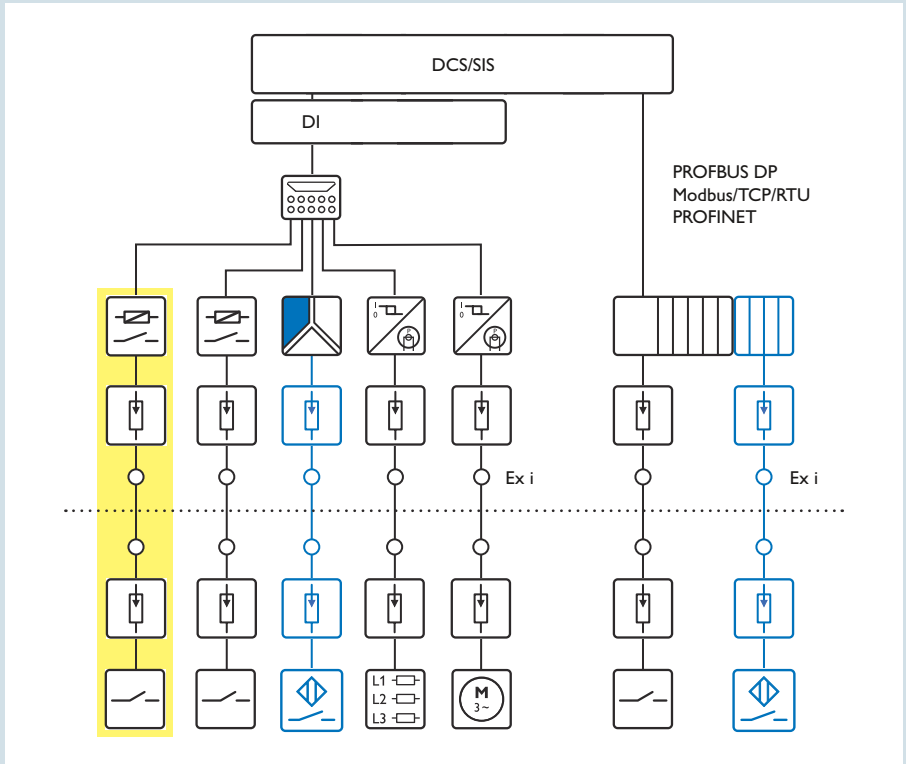 DCS/SIS
DI
PROFBUS DP
Modbus/TCP/RTU
PROFINET
I
0
P
I
0
P
Ex i
Ex i
L1
L2
L3
M
3~